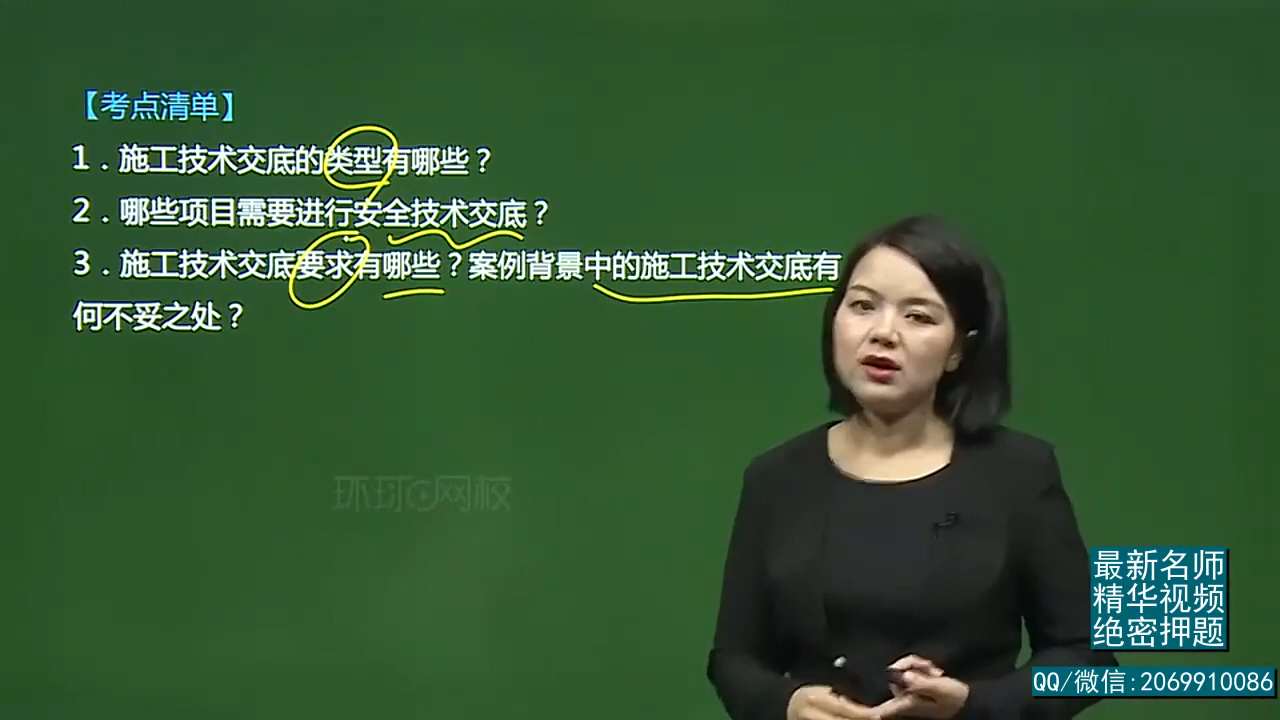 【考点清单】
1．施工技术交底的类型有哪些？
2．哪些项目需要进行安全技术交底？
3．施工技术交底要求有哪些？案例背景中的施工技术交底有
何不妥之处？
环球网校
最新名师
精华视频
绝密押题
QQ/微信:2069910086